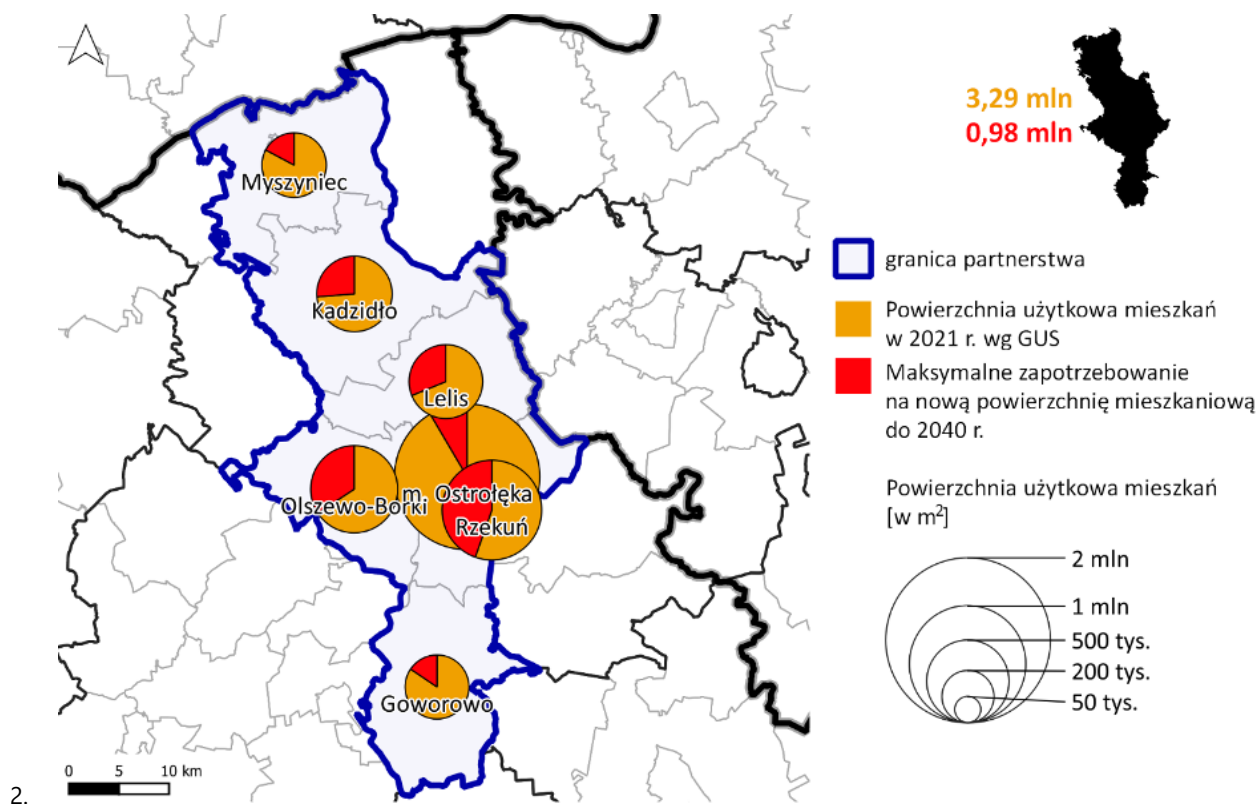 Myszyniec
Kadzidło
Lelis
Olszewo-Borki
m. Ostrołęka
Rzekuń
Goworowo
0 5 10 km
3,29 mln
0,98 mln
granica partnerstwa
Powierzchnia użytkowa mieszkań
w 2021 r. wg GUS
Maksymalne zapotrzebowanie
na nową powierzchnię mieszkaniową
do 2040 r.
Powierzchnia użytkowa mieszkań
[w m²]
2 mln
1 mln
500 tys.
200 tys.
50 tys.
2.